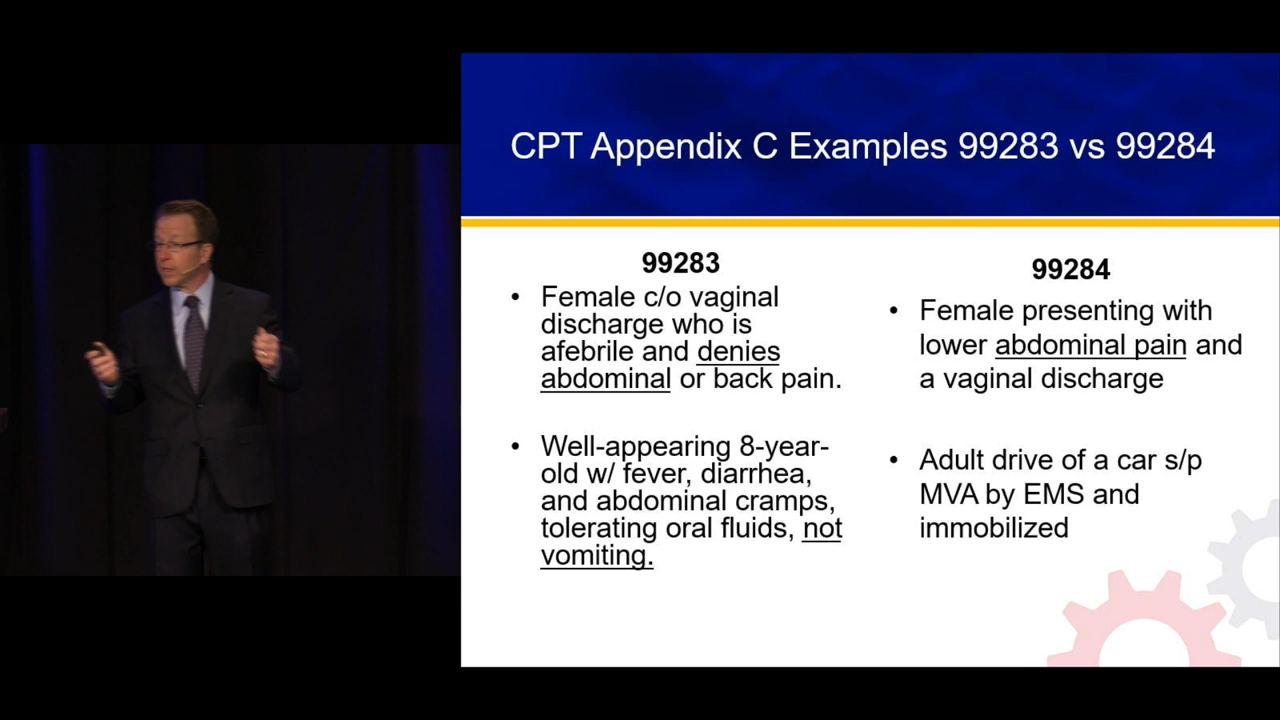 CPT Appendix C Examples 99283 vs 99284
99283
• Female c/o vaginal
discharge who is
afebrile and denies
abdominal or back pain.
• Well-appearing 8-year-
old w/ fever, diarrhea,
and abdominal cramps,
tolerating oral fluids, not
vomiting.
99284
• Female presenting with
lower abdominal pain and
a vaginal discharge
• Adult drive of a car s/p
MVA by EMS and
immobilized